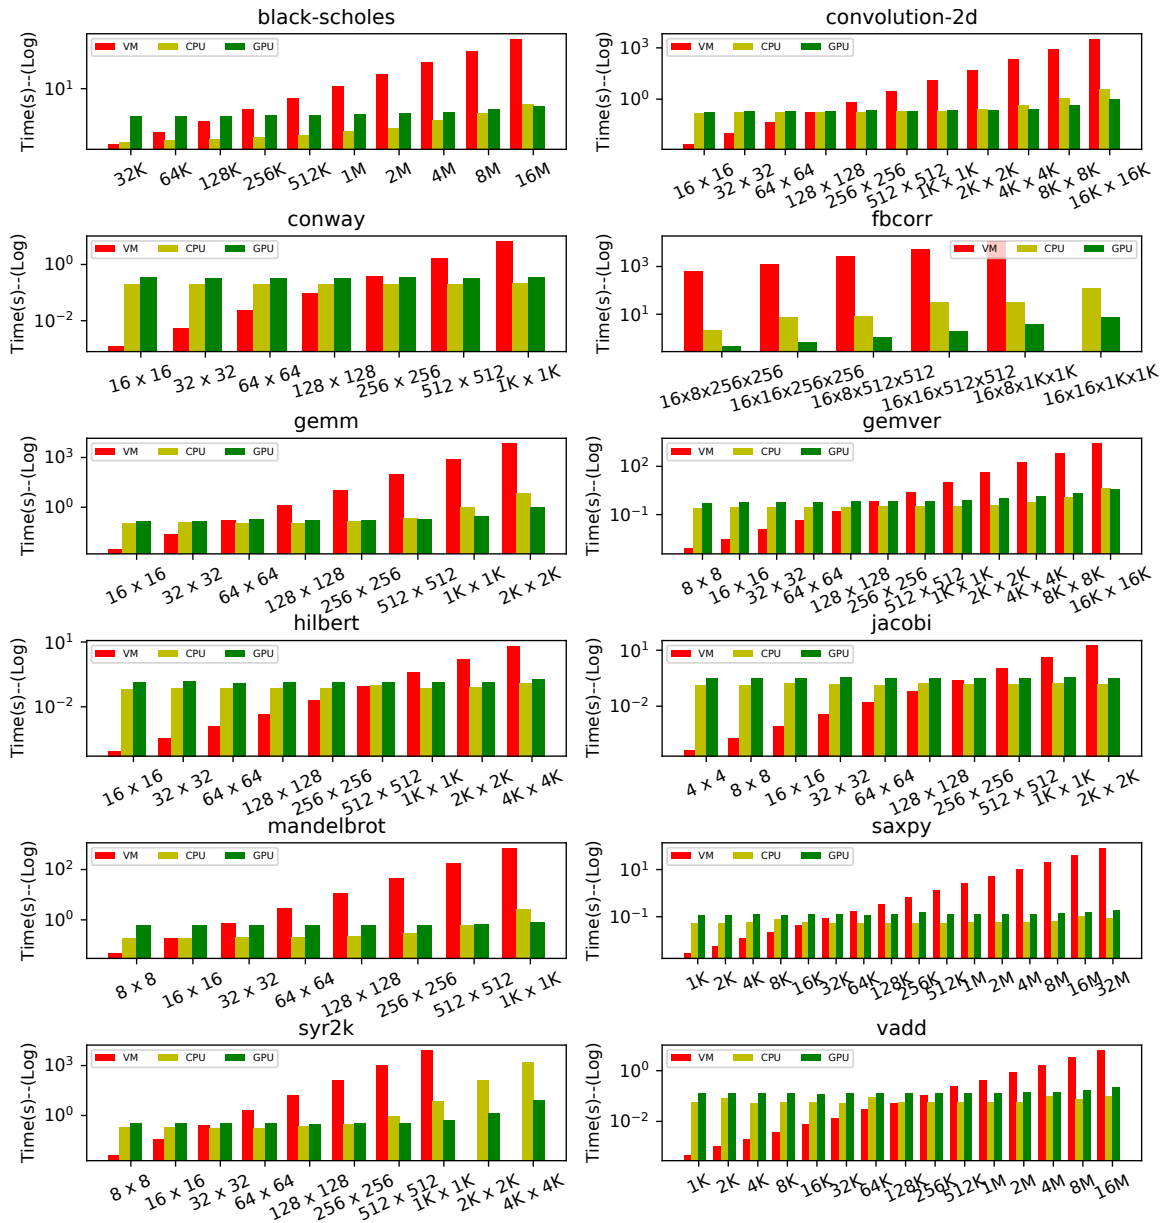 black-scholes
Time(s)--(Log)
10^1
VM CPU GPU
32K 64K 128K 256K 512K 1M 2M 4M 8M 16M
convolution-2d
Time(s)--(Log)
10^3
10^0
VM CPU GPU
16 x 16 32 x 32 64 x 64 128 x 128 256 x 256 512 x 512 1K x 1K 2K x 2K 4K x 4K 8K x 8K 16K x 16K
conway
Time(s)--(Log)
10^0
10^−2
VM CPU GPU
16 x 16 32 x 32 64 x 64 128 x 128 256 x 256 512 x 512 1K x 1K
fbcorr
Time(s)--(Log)
10^3
10^1
VM CPU GPU
16x8x256x256 16x16x256x256 16x8x512x512 16x16x512x512 16x8x1Kx1K 16x16x1Kx1K
gemm
Time(s)--(Log)
10^3
10^0
VM CPU GPU
16 x 16 32 x 32 64 x 64 128 x 128 256 x 256 512 x 512 1K x 1K 2K x 2K
gemver
Time(s)--(Log)
10^2
10^−1
VM CPU GPU
8 x 8 16 x 16 32 x 32 64 x 64 128 x 128 256 x 256 512 x 512 1K x 1K 2K x 2K 4K x 4K 8K x 8K 16K x 16K
hilbert
Time(s)--(Log)
10^1
10^−2
VM CPU GPU
16 x 16 32 x 32 64 x 64 128 x 128 256 x 256 512 x 512 1K x 1K 2K x 2K 4K x 4K
jacobi
Time(s)--(Log)
10^1
10^−2
VM CPU GPU
4 x 4 8 x 8 16 x 16 32 x 32 64 x 64 128 x 128 256 x 256 512 x 512 1K x 1K 2K x 2K
mandelbrot
Time(s)--(Log)
10^2
10^0
VM CPU GPU
8 x 8 16 x 16 32 x 32 64 x 64 128 x 128 256 x 256 512 x 512 1K x 1K
saxpy
Time(s)--(Log)
10^1
10^−1
VM CPU GPU
1K 2K 4K 8K 16K 32K 64K 128K 256K 512K 1M 2M 4M 8M 16M 32M
syr2k
Time(s)--(Log)
10^3
10^0
VM CPU GPU
8 x 8 16 x 16 32 x 32 64 x 64 128 x 128 256 x 256 512 x 512 1K x 1K 2K x 2K 4K x 4K
vadd
Time(s)--(Log)
10^0
10^−2
VM CPU GPU
1K 2K 4K 8K 16K 32K 64K 128K 256K 512K 1M 2M 4M 8M 16M